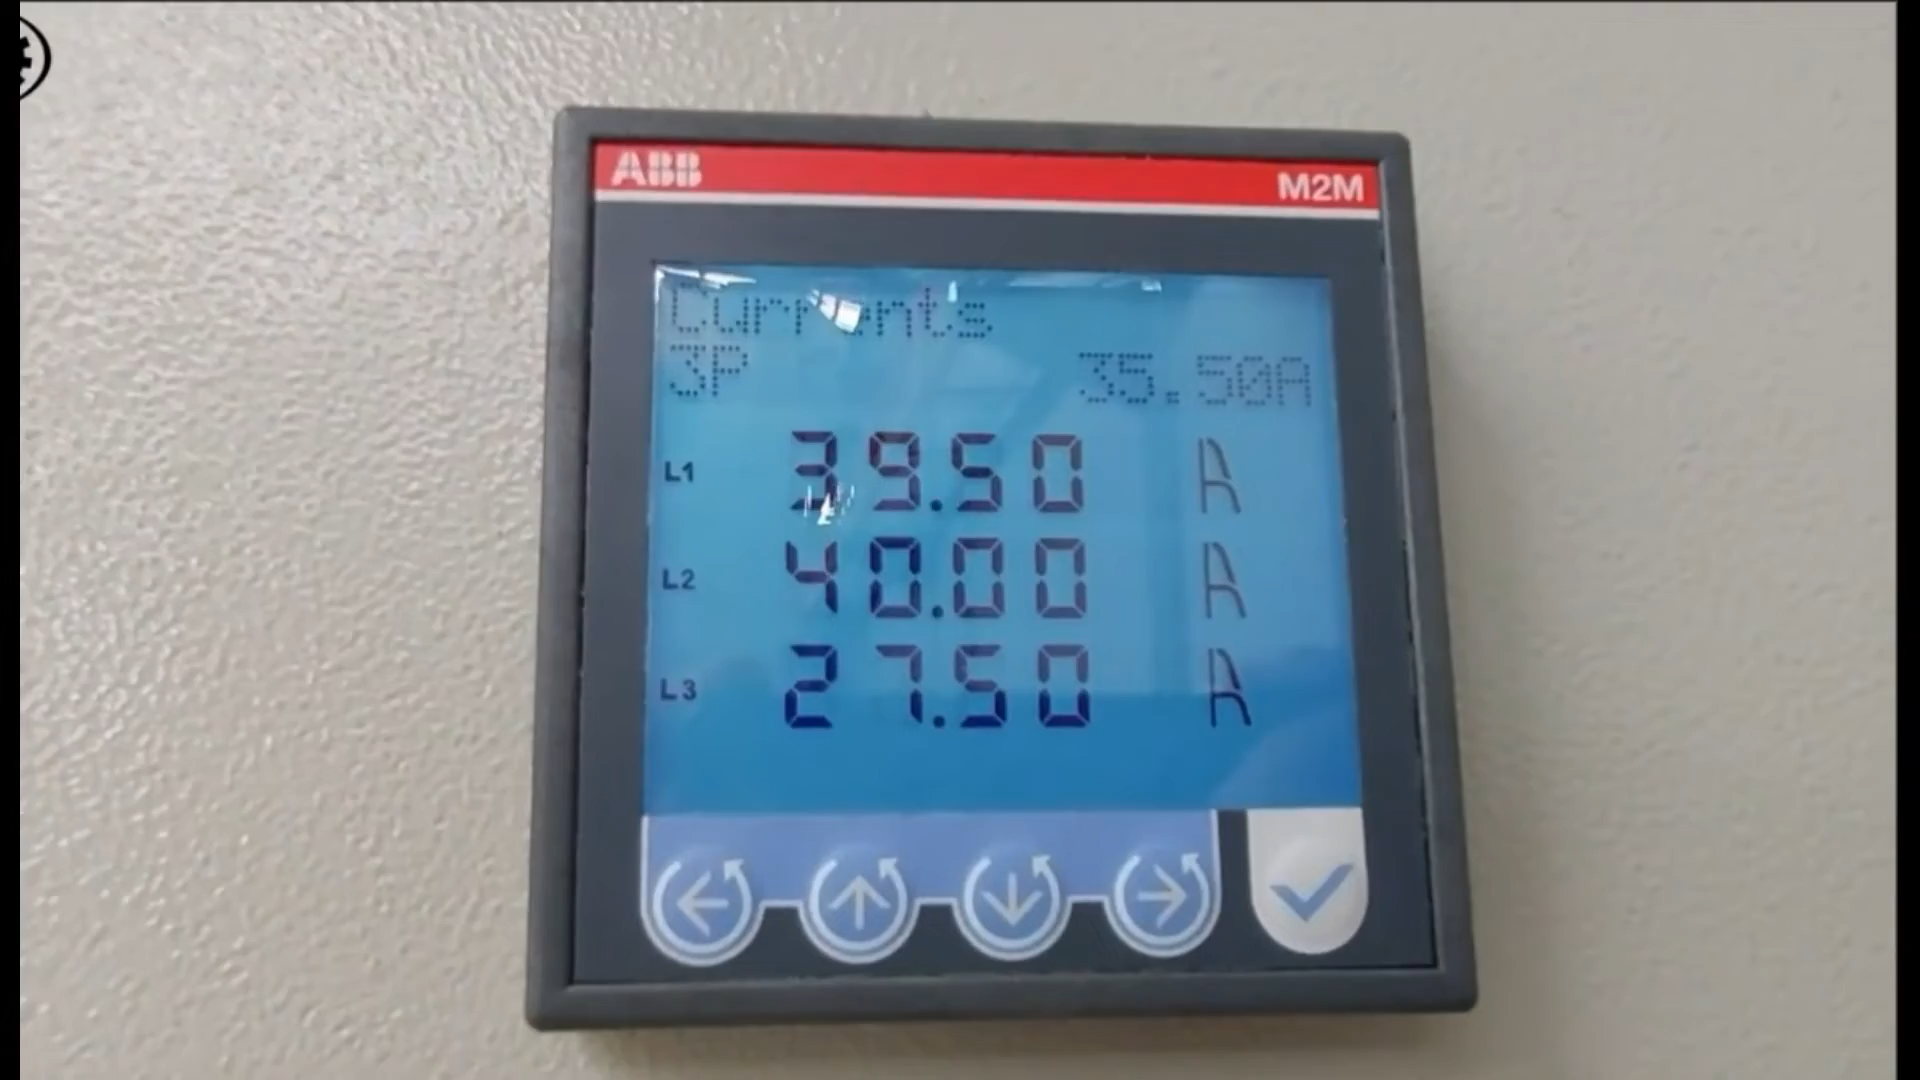 ABB M2M
Currents
3P 35.50A
L1 39.50 A
L2 40.00 A
L3 27.50 A